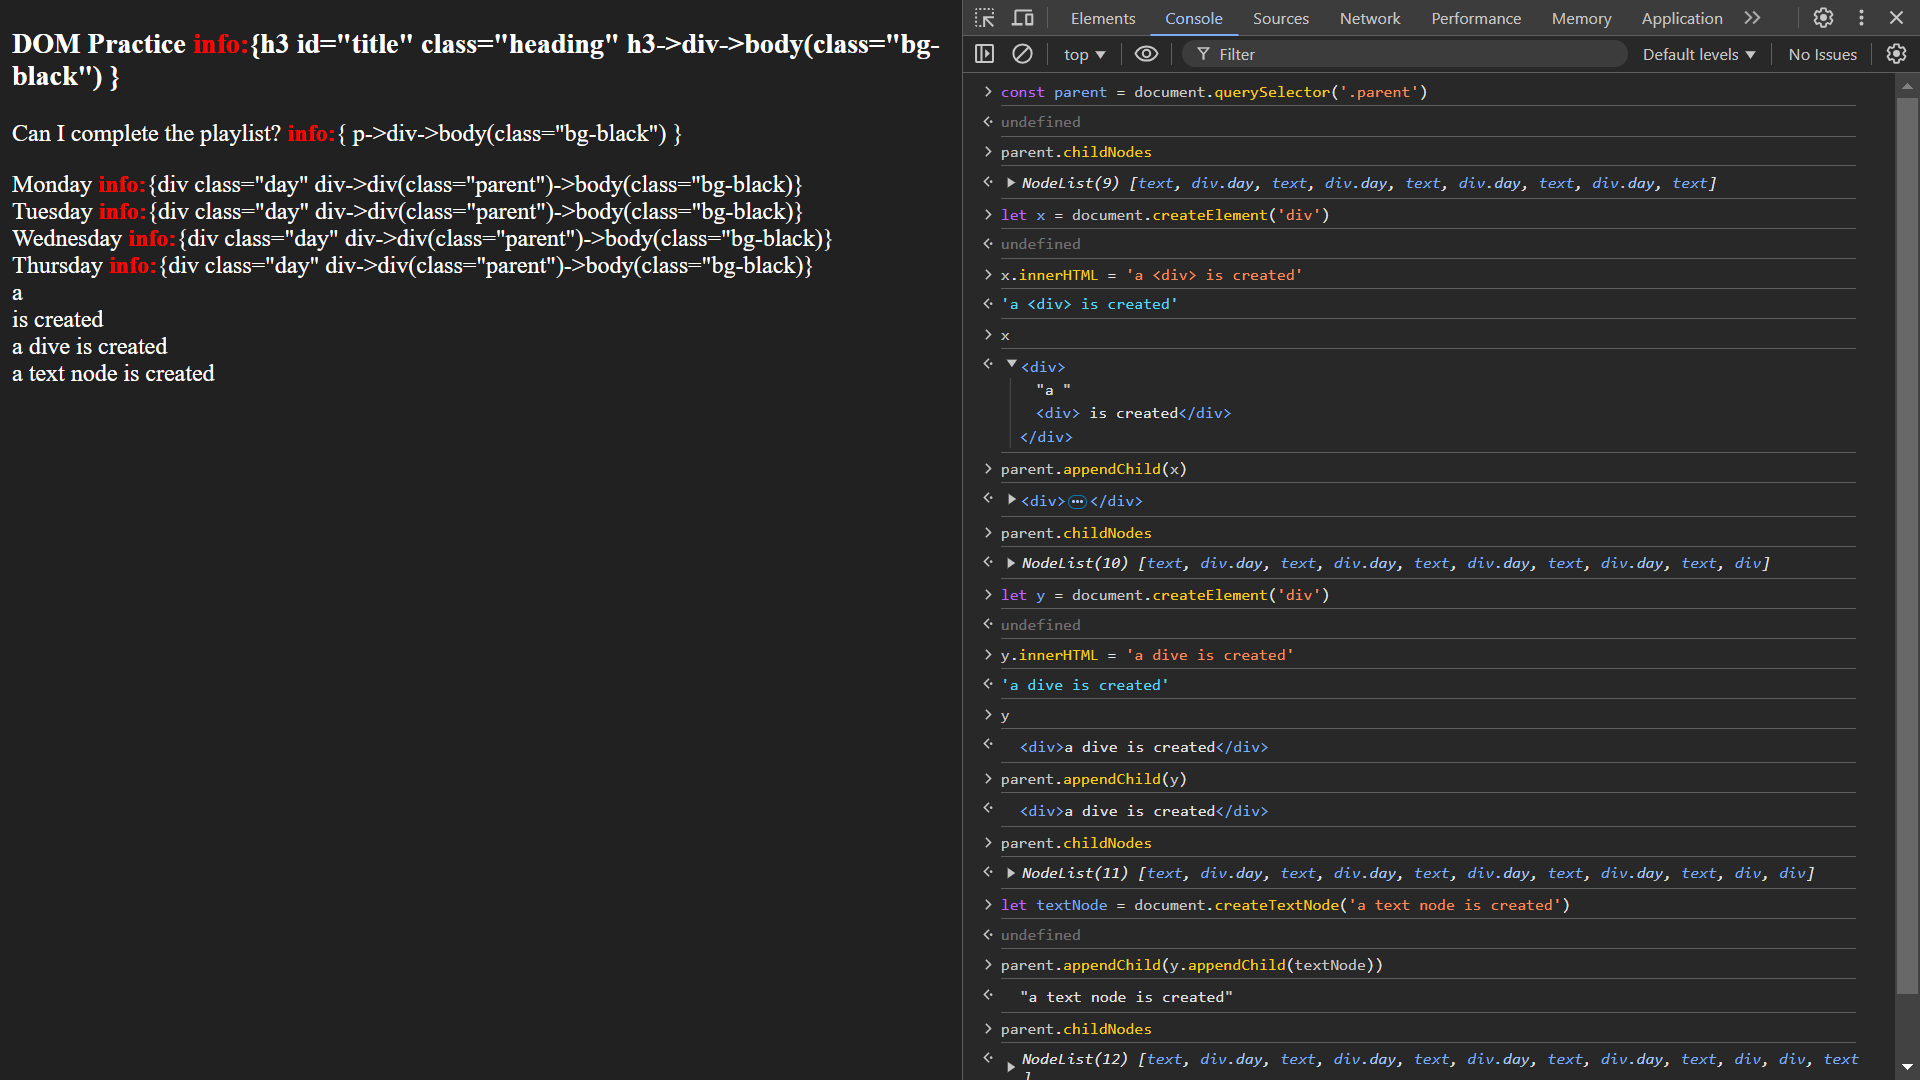 DOM Practice info:{h3 id="title" class="heading" h3->div->body(class="bg-
black") }
Can I complete the playlist? info:{ p->div->body(class="bg-black") }
Monday info:{div class="day" div->div(class="parent")->body(class="bg-black)}
Tuesday info:{div class="day" div->div(class="parent")->body(class="bg-black)}
Wednesday info:{div class="day" div->div(class="parent")->body(class="bg-black)}
Thursday info:{div class="day" div->div(class="parent")->body(class="bg-black)}
a
is created
a dive is created
a text node is created
Elements Console Sources Network Performance Memory Application
top Filter Default levels No Issues
const parent = document.querySelector('.parent')
undefined
parent.childNodes
NodeList(9) [text, div.day, text, div.day, text, div.day, text, div.day, text]
let x = document.createElement('div')
undefined
x.innerHTML = 'a <div> is created'
'a <div> is created'
x
<div>
"a "
<div> is created</div>
</div>
parent.appendChild(x)
<div>…</div>
parent.childNodes
NodeList(10) [text, div.day, text, div.day, text, div.day, text, div.day, text, div]
let y = document.createElement('div')
undefined
y.innerHTML = 'a dive is created'
'a dive is created'
y
<div>a dive is created</div>
parent.appendChild(y)
<div>a dive is created</div>
parent.childNodes
NodeList(11) [text, div.day, text, div.day, text, div.day, text, div.day, text, div, div]
let textNode = document.createTextNode('a text node is created')
undefined
parent.appendChild(y.appendChild(textNode))
"a text node is created"
parent.childNodes
NodeList(12) [text, div.day, text, div.day, text, div.day, text, div.day, text, div, div, text
]